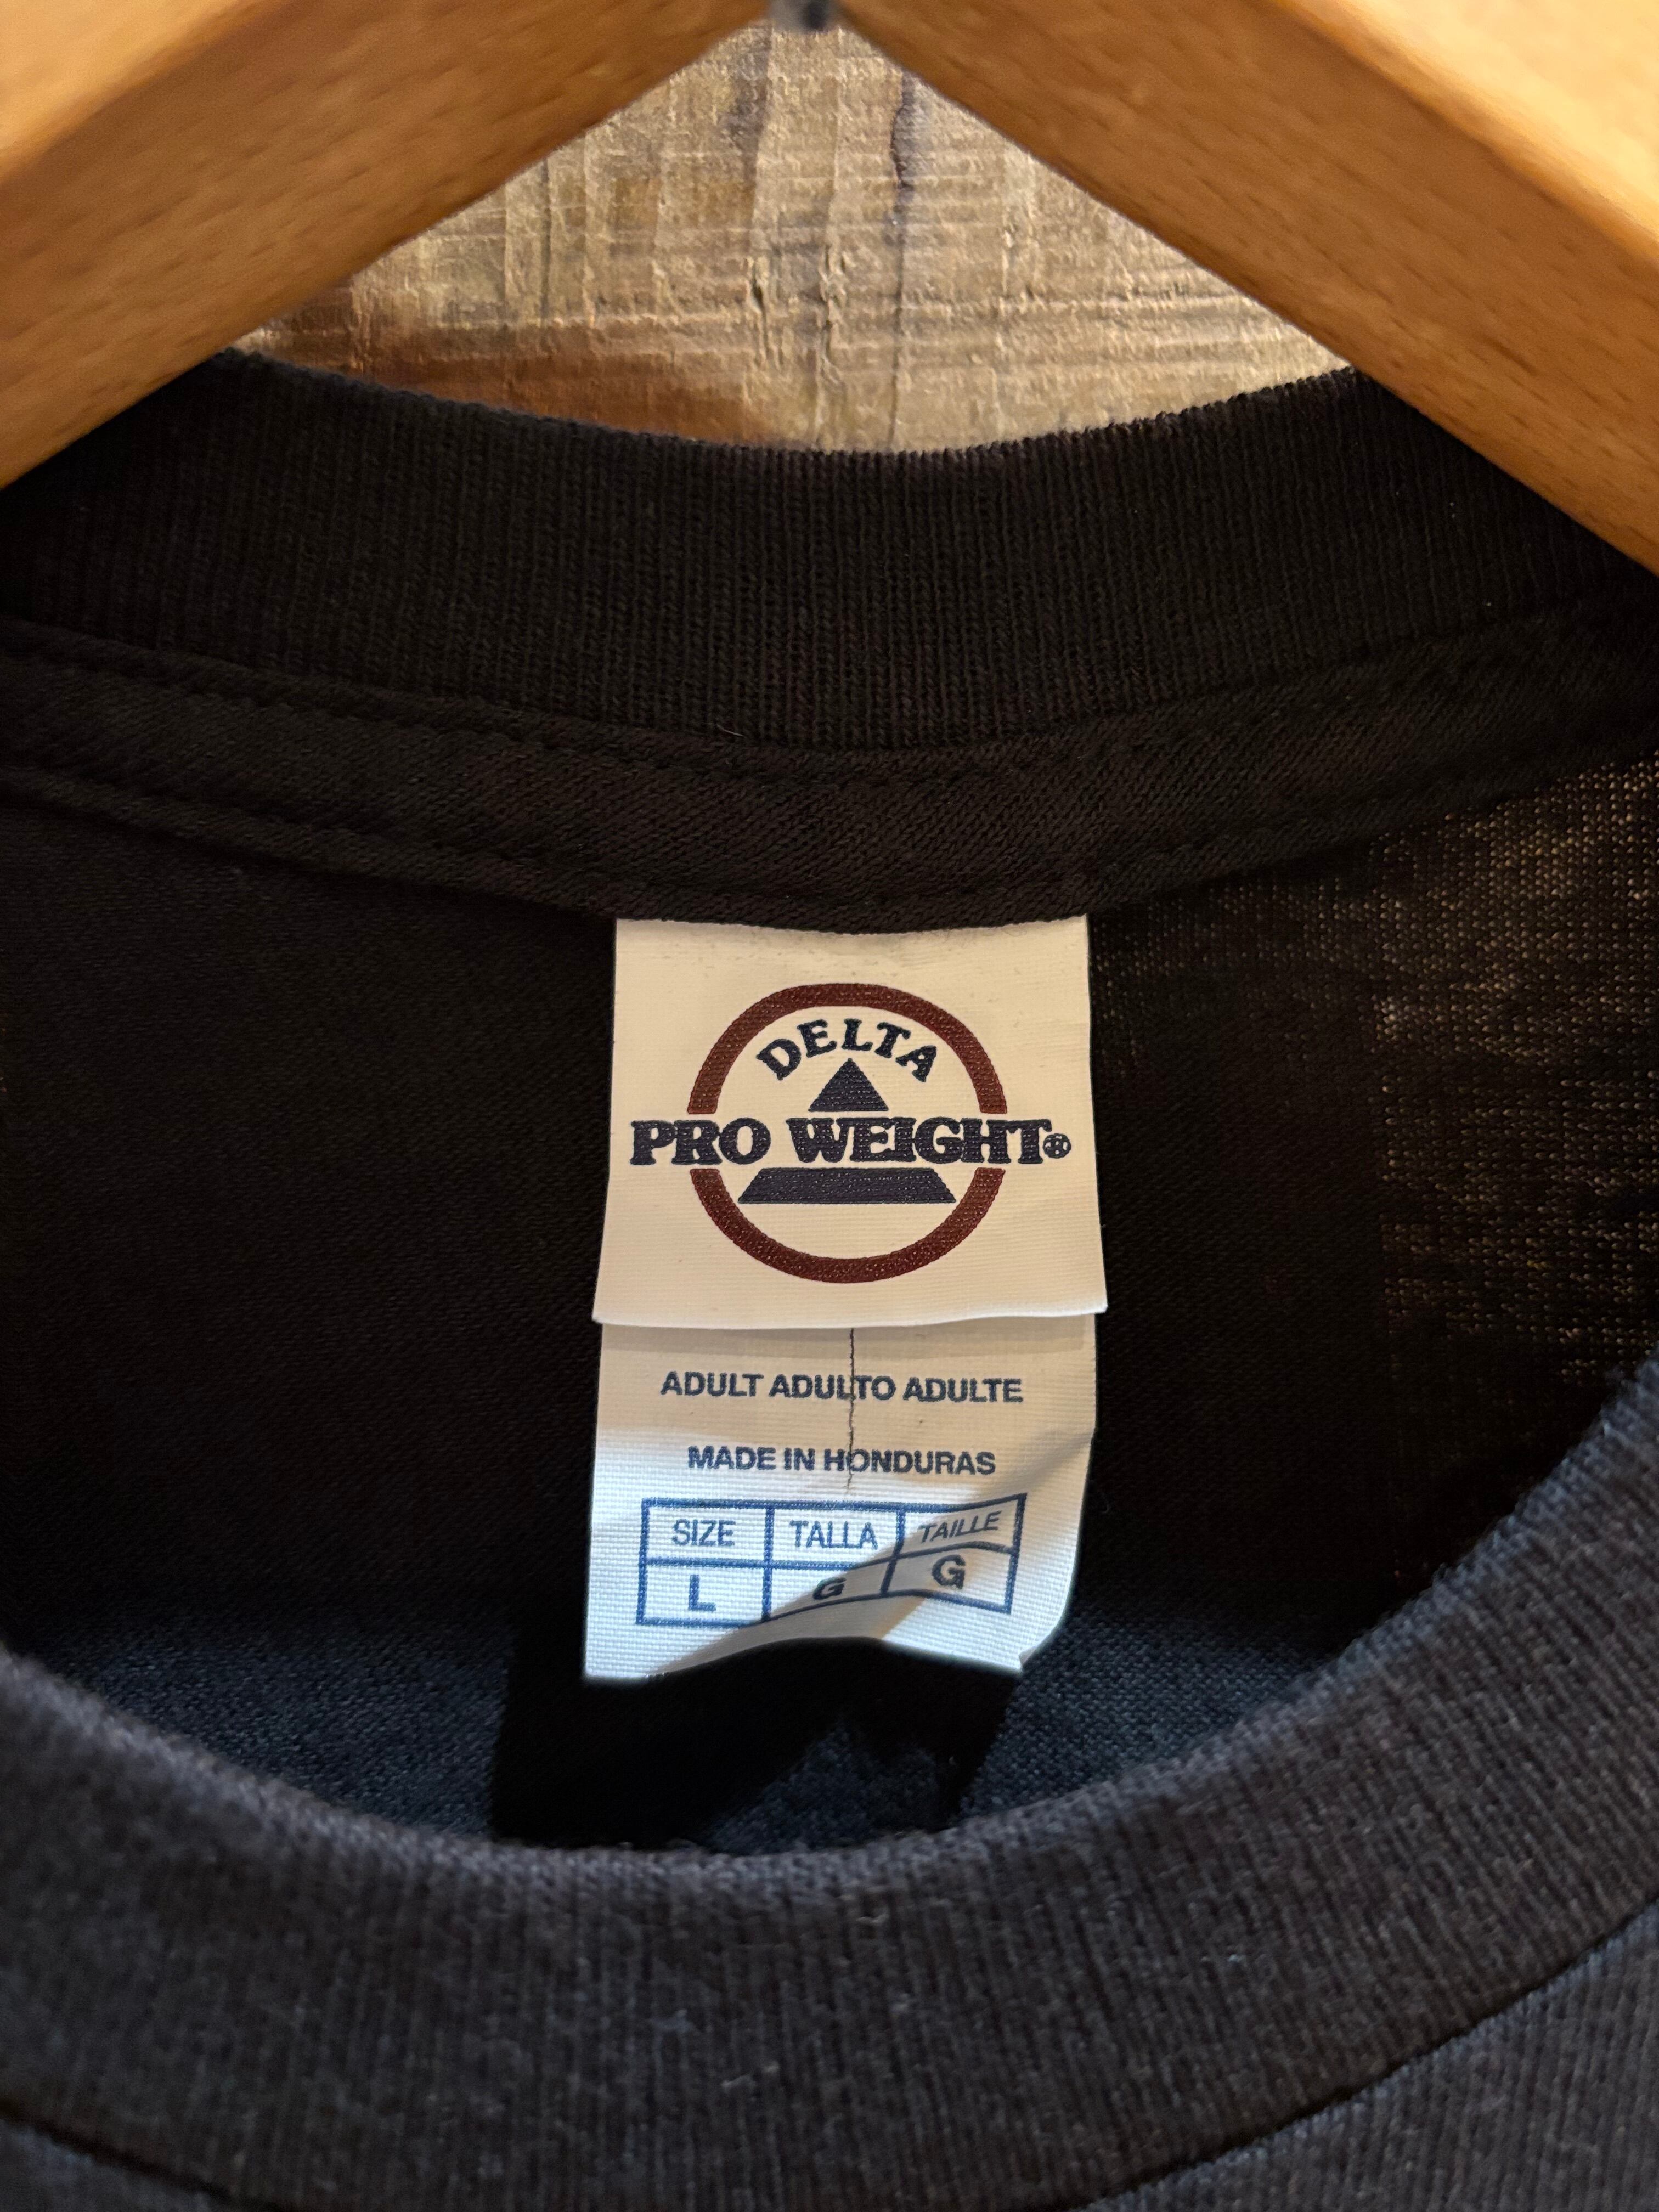 DELTA
PRO WEIGHT®
ADULT ADULTO ADULTE
MADE IN HONDURAS
SIZE TALLA TAILLE
L G G